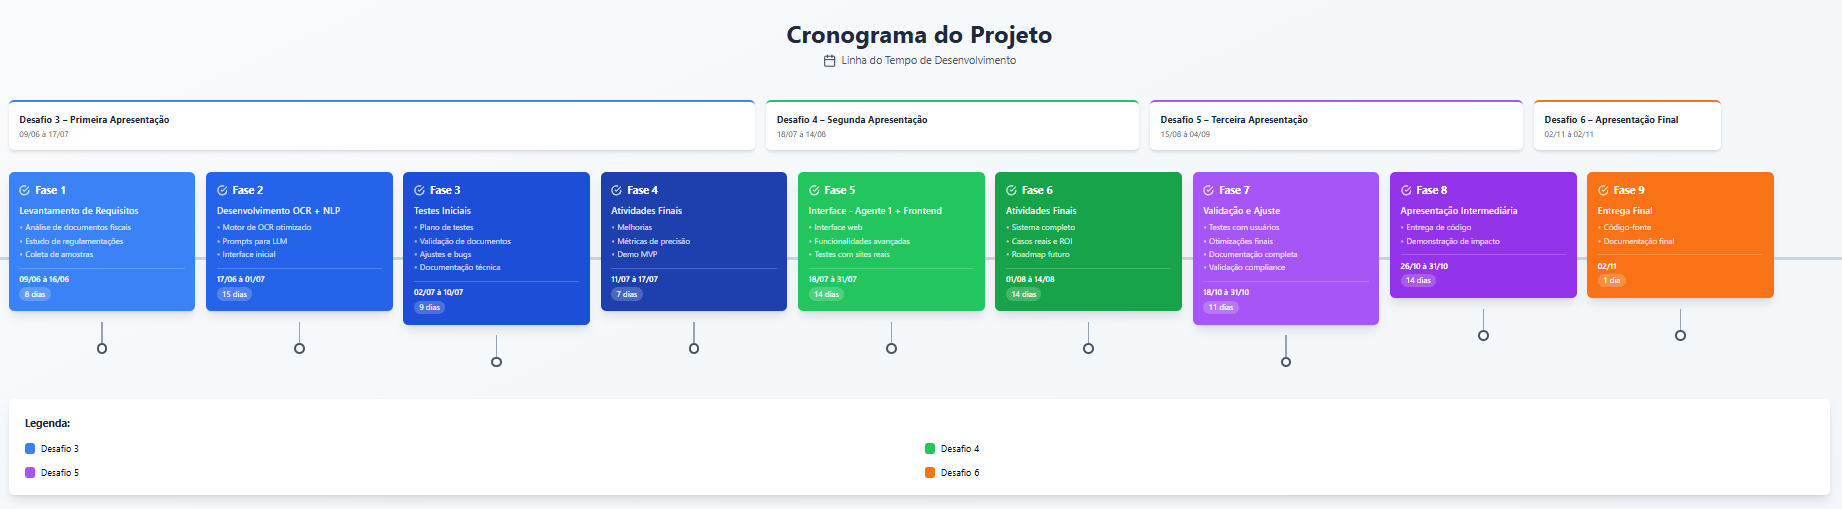 Cronograma do Projeto
Linha do Tempo de Desenvolvimento
Desafio 3 – Primeira Apresentação
09/06 à 17/07
Desafio 4 – Segunda Apresentação
18/07 à 14/08
Desafio 5 – Terceira Apresentação
15/08 à 04/09
Desafio 6 – Apresentação Final
02/11 à 02/11
Fase 1
Levantamento de Requisitos
• Análise de documentos fiscais
• Estudo de regulamentações
• Coleta de amostras
09/06 à 16/06
8 dias
Fase 2
Desenvolvimento OCR + NLP
• Motor de OCR otimizado
• Prompts para LLM
• Interface inicial
17/06 à 01/07
15 dias
Fase 3
Testes Iniciais
• Plano de testes
• Validação de documentos
• Ajustes e bugs
• Documentação técnica
02/07 à 10/07
9 dias
Fase 4
Atividades Finais
• Melhorias
• Métricas de precisão
• Demo MVP
11/07 à 17/07
7 dias
Fase 5
Interface - Agente 1 + Frontend
• Interface web
• Funcionalidades avançadas
• Testes com sites reais
18/07 à 31/07
14 dias
Fase 6
Atividades Finais
• Sistema completo
• Casos reais e ROI
• Roadmap futuro
01/08 à 14/08
14 dias
Fase 7
Validação e Ajuste
• Testes com usuários
• Otimizações finais
• Documentação completa
• Validação compliance
18/10 à 31/10
11 dias
Fase 8
Apresentação Intermediária
• Entrega de código
• Demonstração de impacto
26/10 à 31/10
14 dias
Fase 9
Entrega Final
• Código-fonte
• Documentação final
02/11
1 dia
Legenda:
Desafio 3
Desafio 4
Desafio 5
Desafio 6